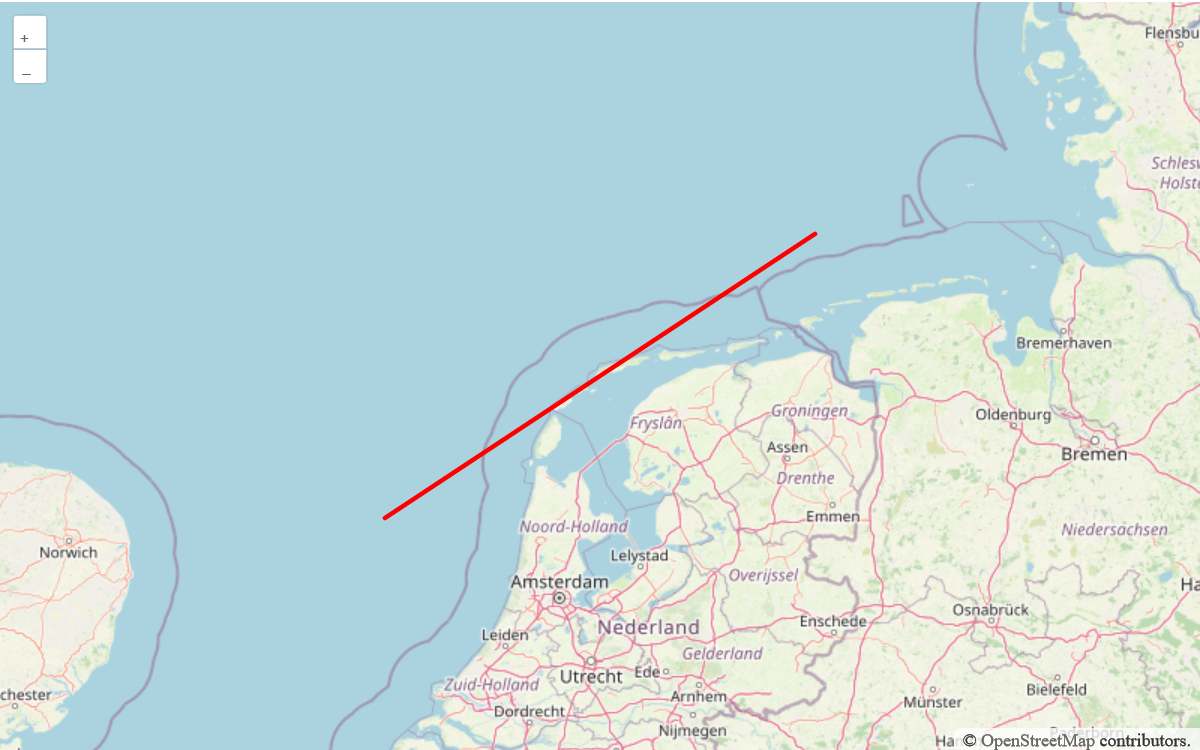 +
–
Flensbu
Schlesw
Holste
Bremerhaven
Groningen
Fryslân
Oldenburg
Assen
Bremen
Drenthe
Emmen
Noord-Holland
Niedersachsen
Norwich
Lelystad
Amsterdam
Overijssel
Ha
Osnabrück
Enschede
Leiden
Nederland
Gelderland
Utrecht
Ede
Zuid-Holland
Arnhem
Bielefeld
chester
Münster
Dordrecht
Nijmegen
Paderborn
Ha
© OpenStreetMap contributors.